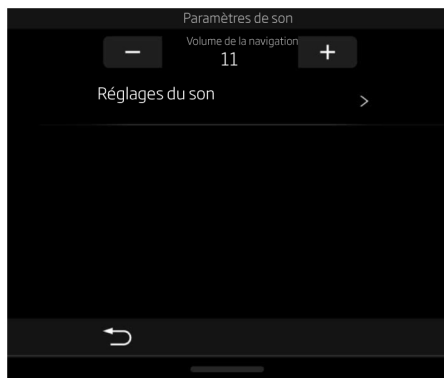 Paramètres de son
Volume de la navigation
− 11 +
Réglages du son >